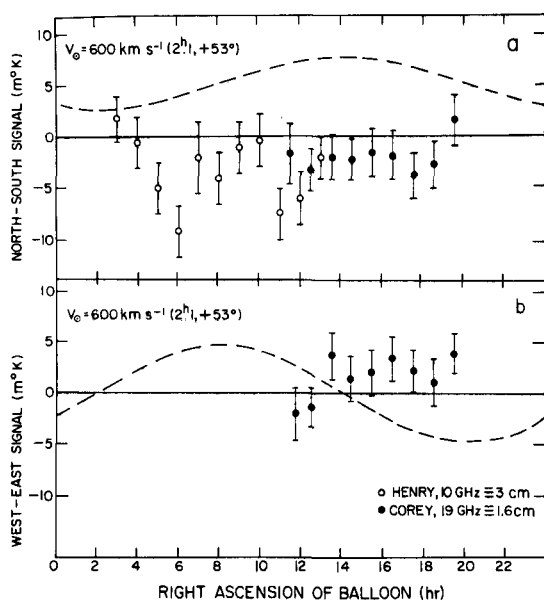 a
V⊙ = 600 km s⁻¹ (2ʰ.1, +53°)
NORTH-SOUTH SIGNAL (m°K)
10
5
0
-5
-10
b
V⊙ = 600 km s⁻¹ (2ʰ.1, +53°)
WEST-EAST SIGNAL (m°K)
10
5
0
-5
-10
○ HENRY, 10 GHz ≡ 3 cm
● COREY, 19 GHz ≡ 1.6 cm
0 2 4 6 8 10 12 14 16 18 20 22
RIGHT ASCENSION OF BALLOON (hr)